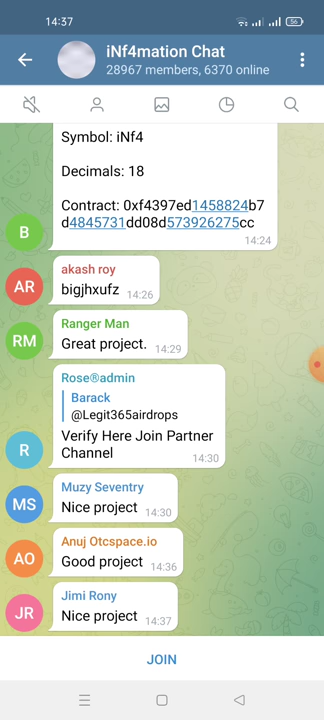 14:37
56
iNf4mation Chat
28967 members, 6370 online
Symbol: iNf4
Decimals: 18
Contract: 0xf4397ed1458824b7
d4845731dd08d573926275cc
14:24
B
akash roy
bigjhxufz 14:26
AR
Ranger Man
Great project. 14:29
RM
Rose®admin
Barack
@Legit365airdrops
Verify Here Join Partner
Channel
14:30
R
Muzy Seventry
Nice project 14:30
MS
Anuj Otcspace.io
Good project 14:36
AO
Jimi Rony
Nice project 14:37
JR
JOIN